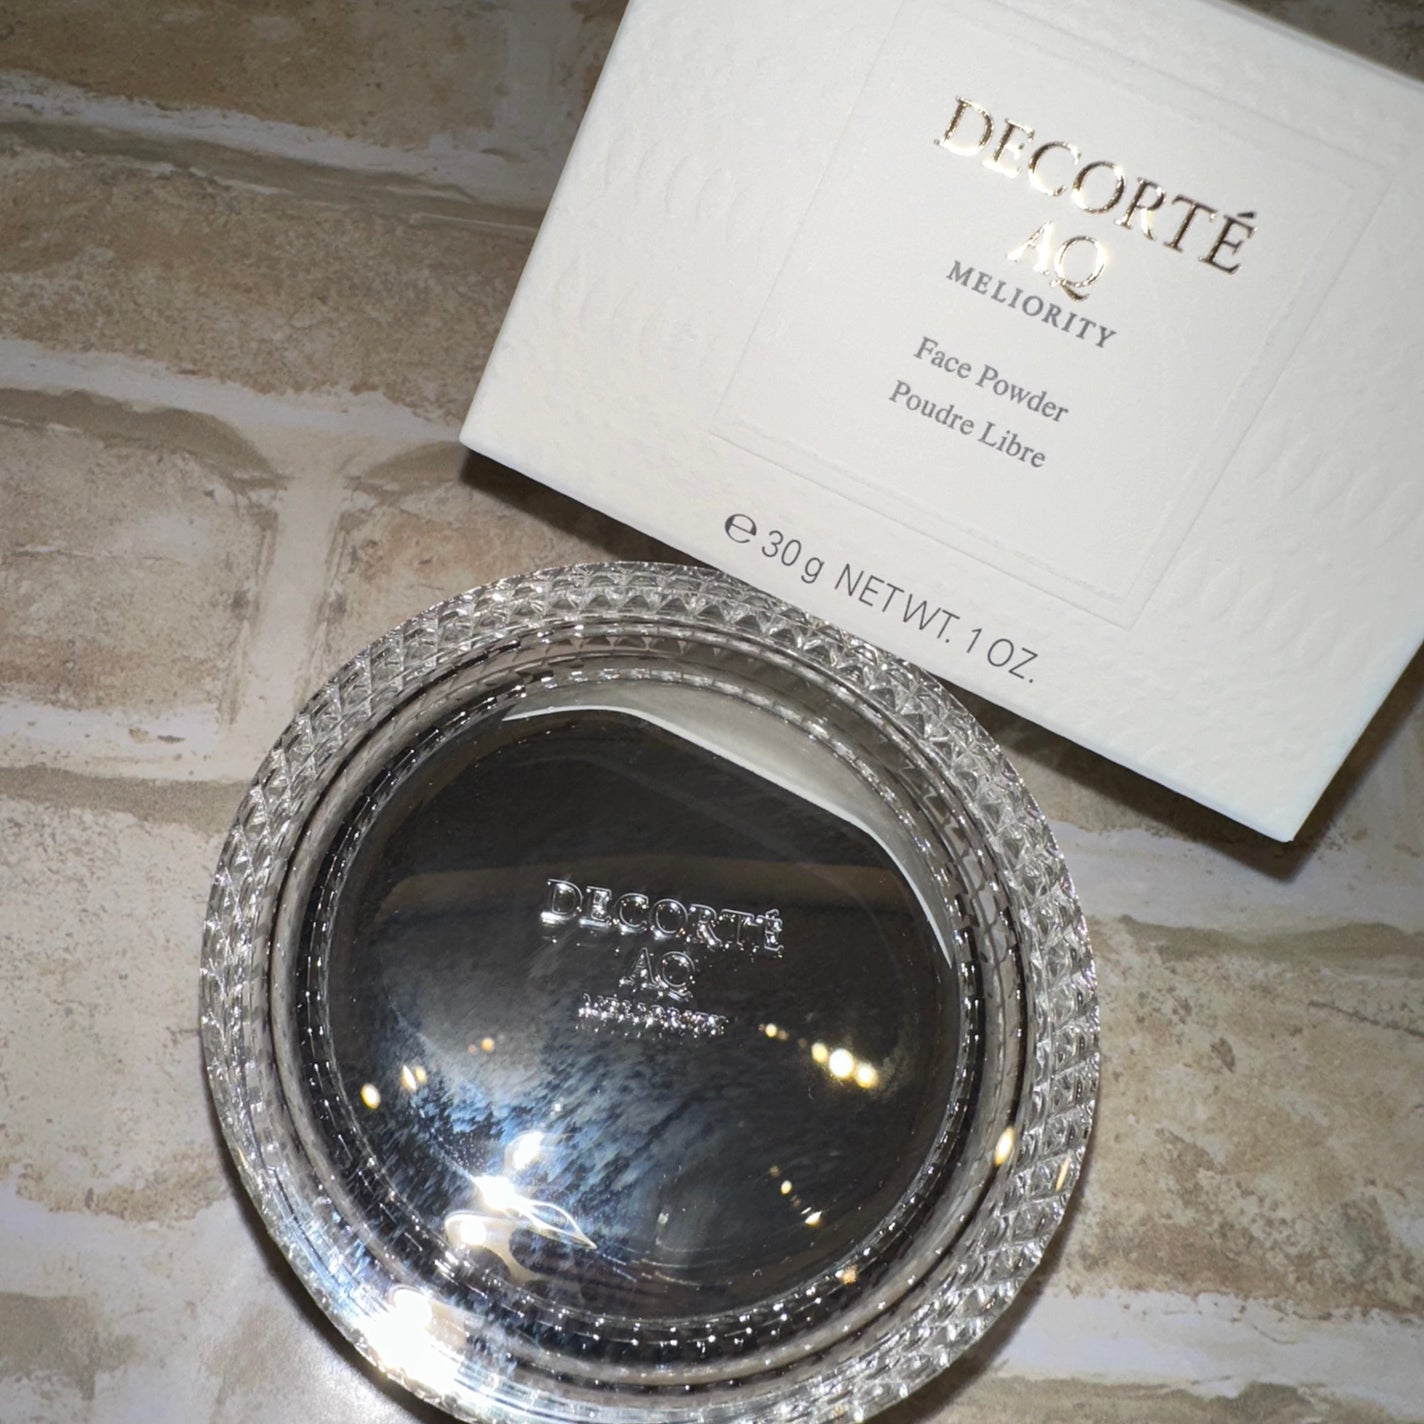 DECORTÉ
AQ
MELIORITY
Face Powder
Poudre Libre
℮ 30 g NET WT. 1 OZ.
DECORTÉ
AQ